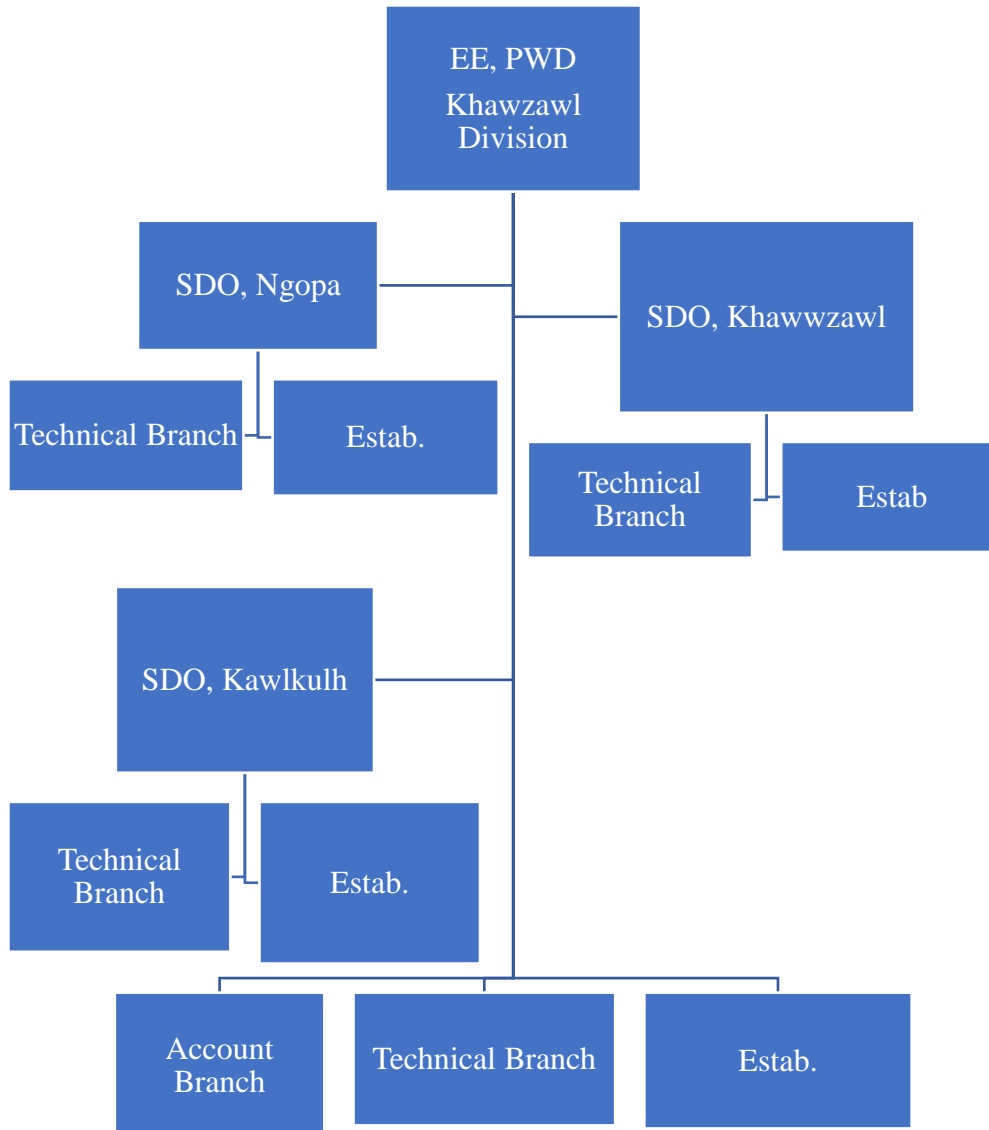 EE, PWD
Khawzawl
Division
SDO, Ngopa
SDO, Khawwzawl
Technical Branch
Estab.
Technical
Branch
Estab
SDO, Kawlkulh
Technical
Branch
Estab.
Account
Branch
Technical Branch
Estab.